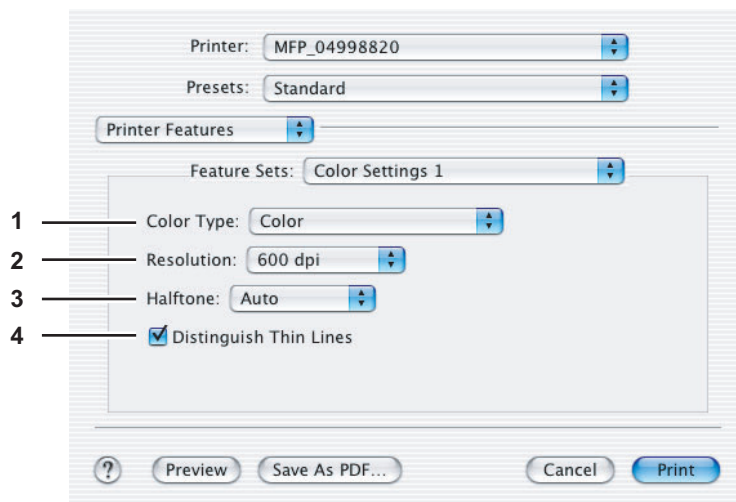 Printer: MFP_04998820
Presets: Standard
Printer Features
Feature Sets: Color Settings 1
1 Color Type: Color
2 Resolution: 600 dpi
3 Halftone: Auto
4 Distinguish Thin Lines
? Preview Save As PDF... Cancel Print